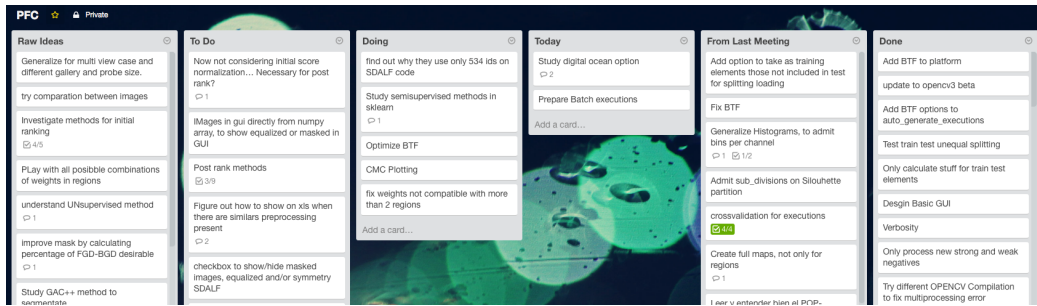 PFC
Private
Raw Ideas
Generalize for multi view case and
different gallery and probe size.
try comparation between images
Investigate methods for initial
ranking
4/5
PLay with all posibble combinations
of weights in regions
understand UNsupervised method
1
improve mask by calculating
percentage of FGD-BGD desirable
1
Study GAC++ method to
segmentate
To Do
Now not considering initial score
normalization... Necessary for post
rank?
1
IMages in gui directly from numpy
array, to show equalized or masked in
GUI
Post rank methods
3/9
Figure out how to show on xls when
there are similars preprocessing
present
2
checkbox to show/hide masked
images, equalized and/or symmetry
SDALF
Doing
find out why they use only 534 ids on
SDALF code
Study semisupervised methods in
sklearn
1
Optimize BTF
CMC Plotting
fix weights not compatible with more
than 2 regions
Add a card...
Today
Study digital ocean option
2
Prepare Batch executions
Add a card...
From Last Meeting
Add option to take as training
elements those not included in test
for splitting loading
Fix BTF
Generalize Histograms, to admit
bins per channel
1 1/2
Admit sub_divisions on Silouhette
partition
crossvalidation for executions
4/4
Create full maps, not only for
regions
1
Leer y entender bien el POP-
Done
Add BTF to platform
update to opencv3 beta
Add BTF options to
auto_generate_executions
Test train test unequal splitting
Only calculate stuff for train test
elements
Desgin Basic GUI
Verbosity
Only process new strong and weak
negatives
Try different OPENCV Compilation
to fix multiprocessing error